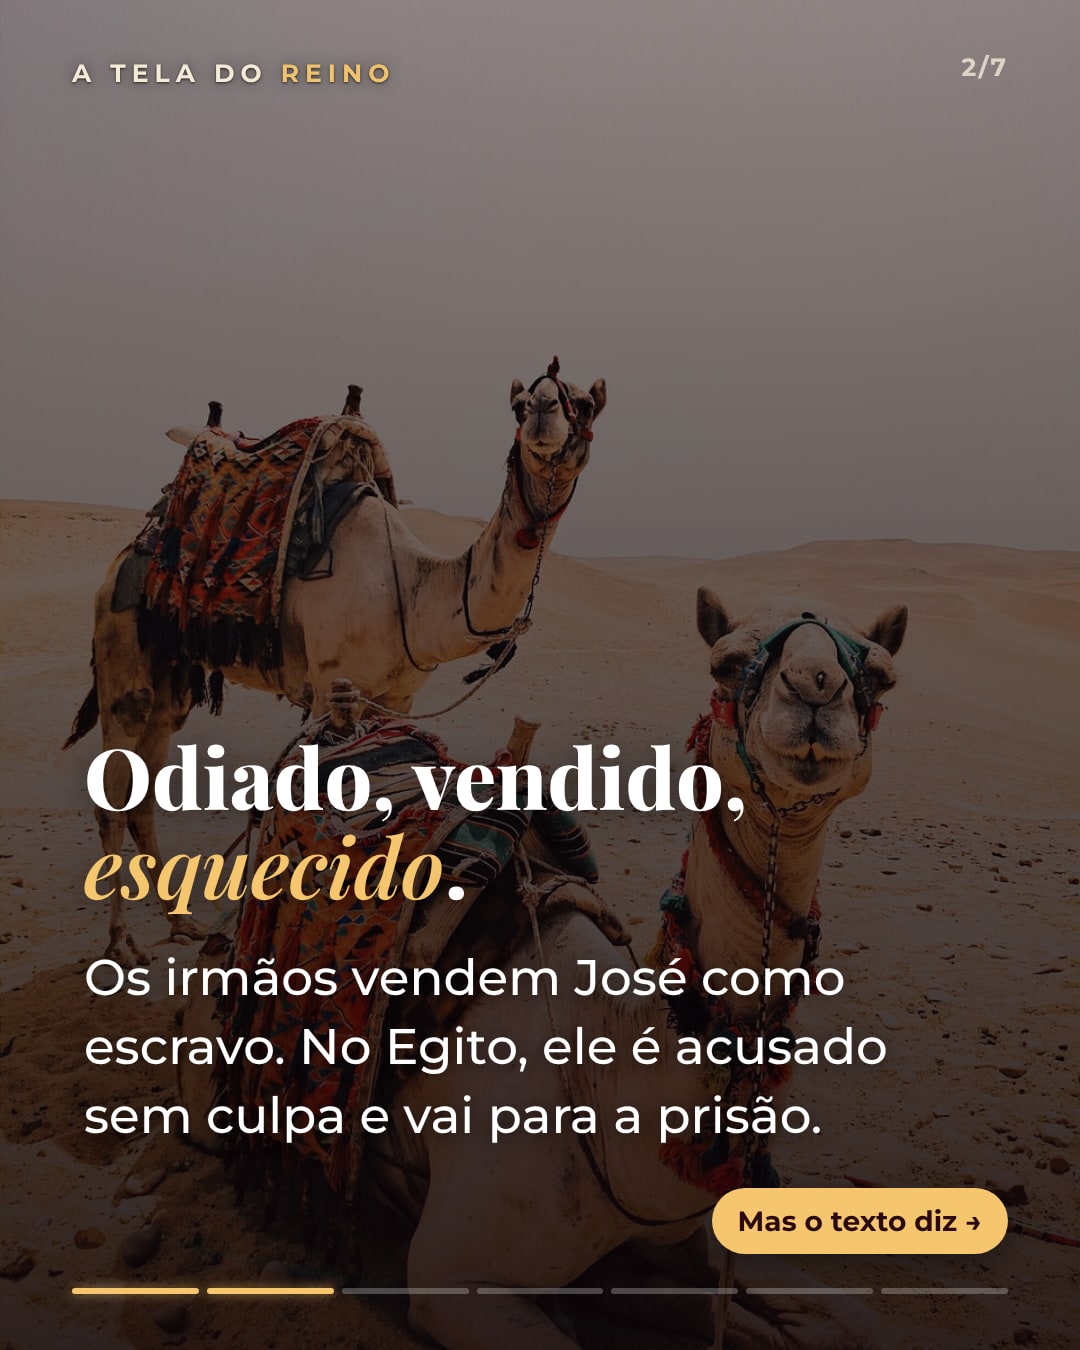 A TELA DO REINO
2/7
Odiado, vendido,
esquecido.
Os irmãos vendem José como
escravo. No Egito, ele é acusado
sem culpa e vai para a prisão.
Mas o texto diz →